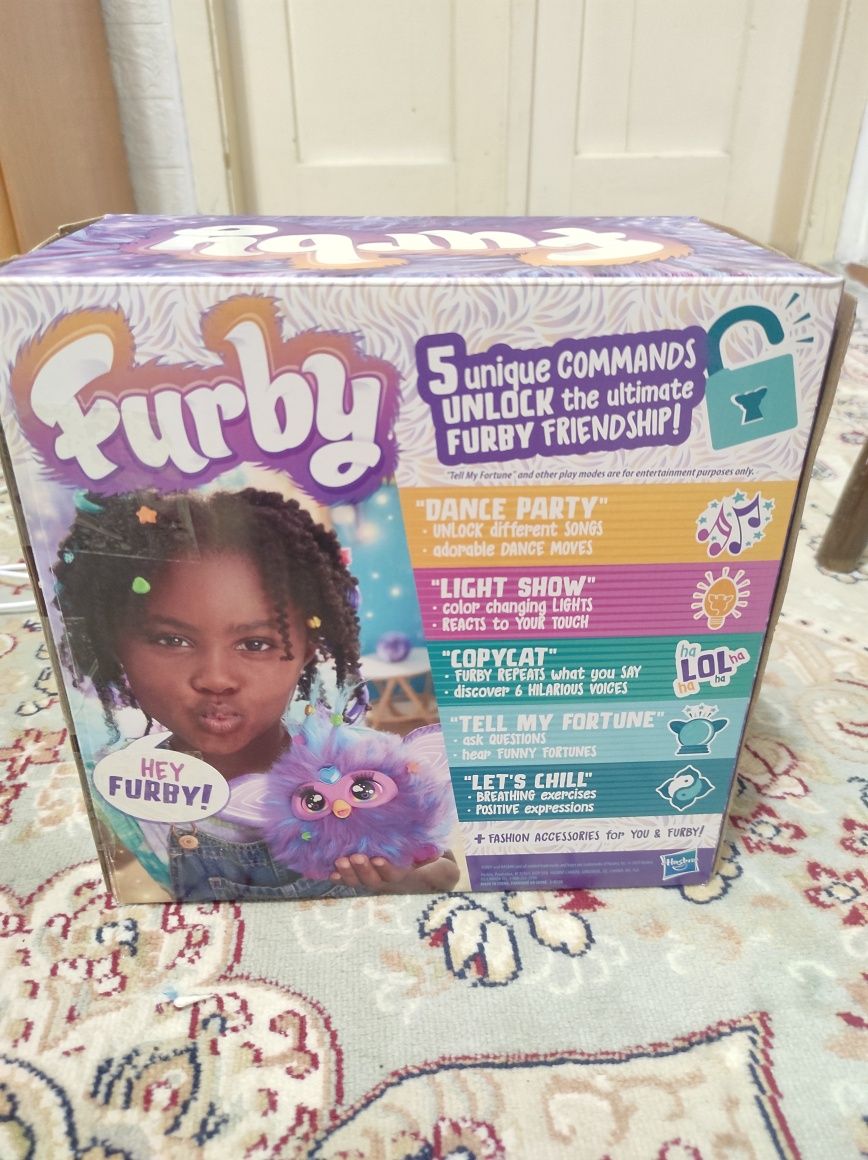 Furby
Furby
5 unique COMMANDS
UNLOCK the ultimate
FURBY FRIENDSHIP!
"Tell My Fortune" and other play modes are for entertainment purposes only.
"DANCE PARTY"
• UNLOCK different SONGS
• adorable DANCE MOVES
"LIGHT SHOW"
• color changing LIGHTS
• REACTS to YOUR TOUCH
"COPYCAT"
• FURBY REPEATS what you SAY
• discover 6 HILARIOUS VOICES
ha
LOL ha
ha ha
"TELL MY FORTUNE"
• ask QUESTIONS
• hear FUNNY FORTUNES
"LET'S CHILL"
• BREATHING exercises
• POSITIVE expressions
HEY
FURBY!
+ FASHION ACCESSORIES for YOU & FURBY!
Hasbro